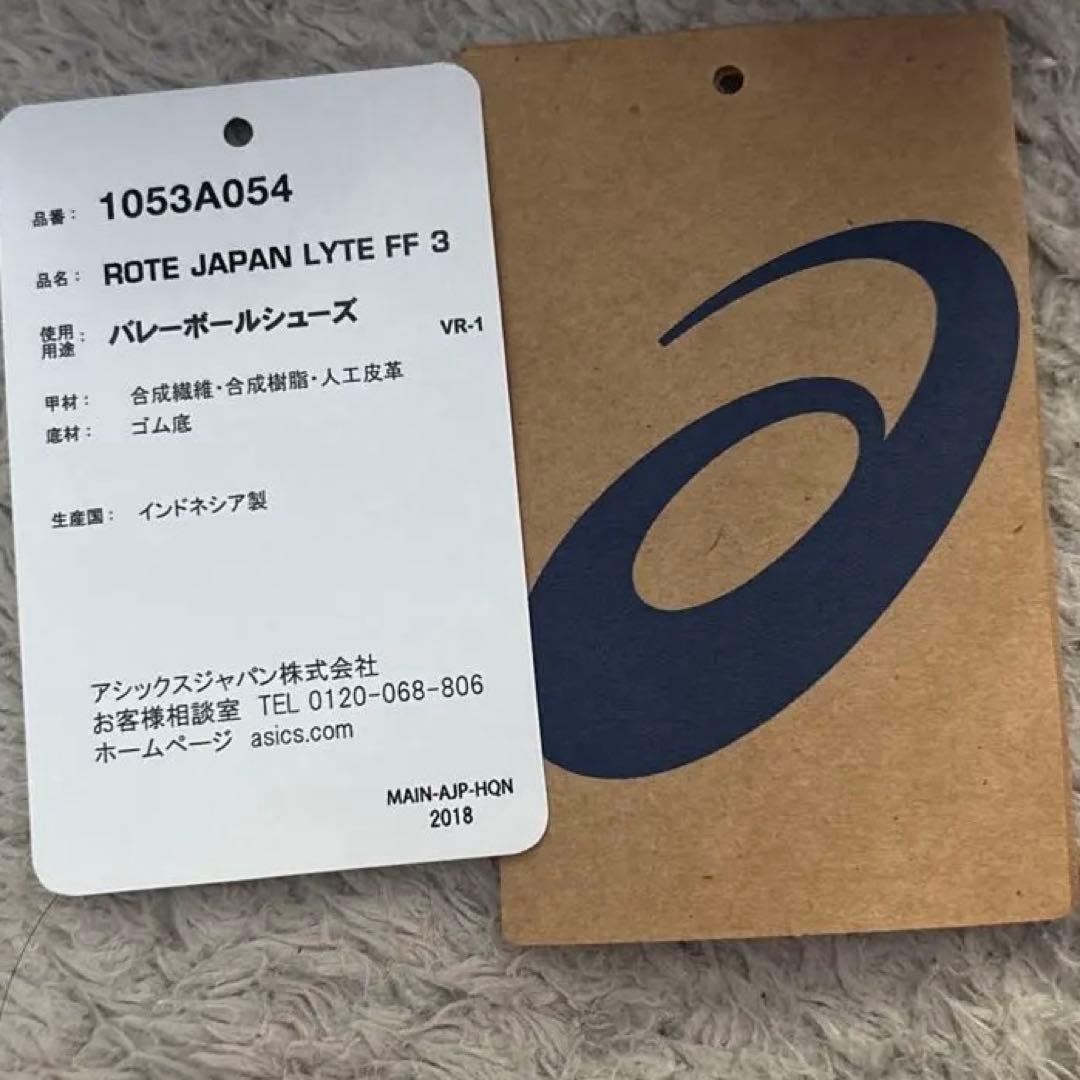 品番： 1053A054
品名： ROTE JAPAN LYTE FF 3
使用用途： バレーボールシューズ
VR-1
甲材： 合成繊維・合成樹脂・人工皮革
底材： ゴム底
生産国： インドネシア製
アシックスジャパン株式会社
お客様相談室 TEL 0120-068-806
ホームページ asics.com
MAIN-AJP-HQN
2018